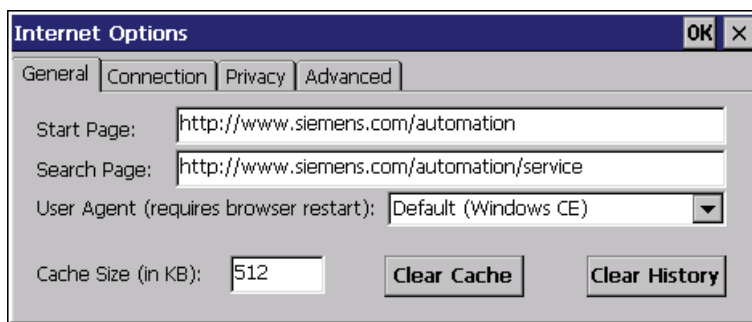 Internet Options OK ×
General Connection Privacy Advanced
Start Page: http://www.siemens.com/automation
Search Page: http://www.siemens.com/automation/service
User Agent (requires browser restart): Default (Windows CE)
Cache Size (in KB): 512 Clear Cache Clear History